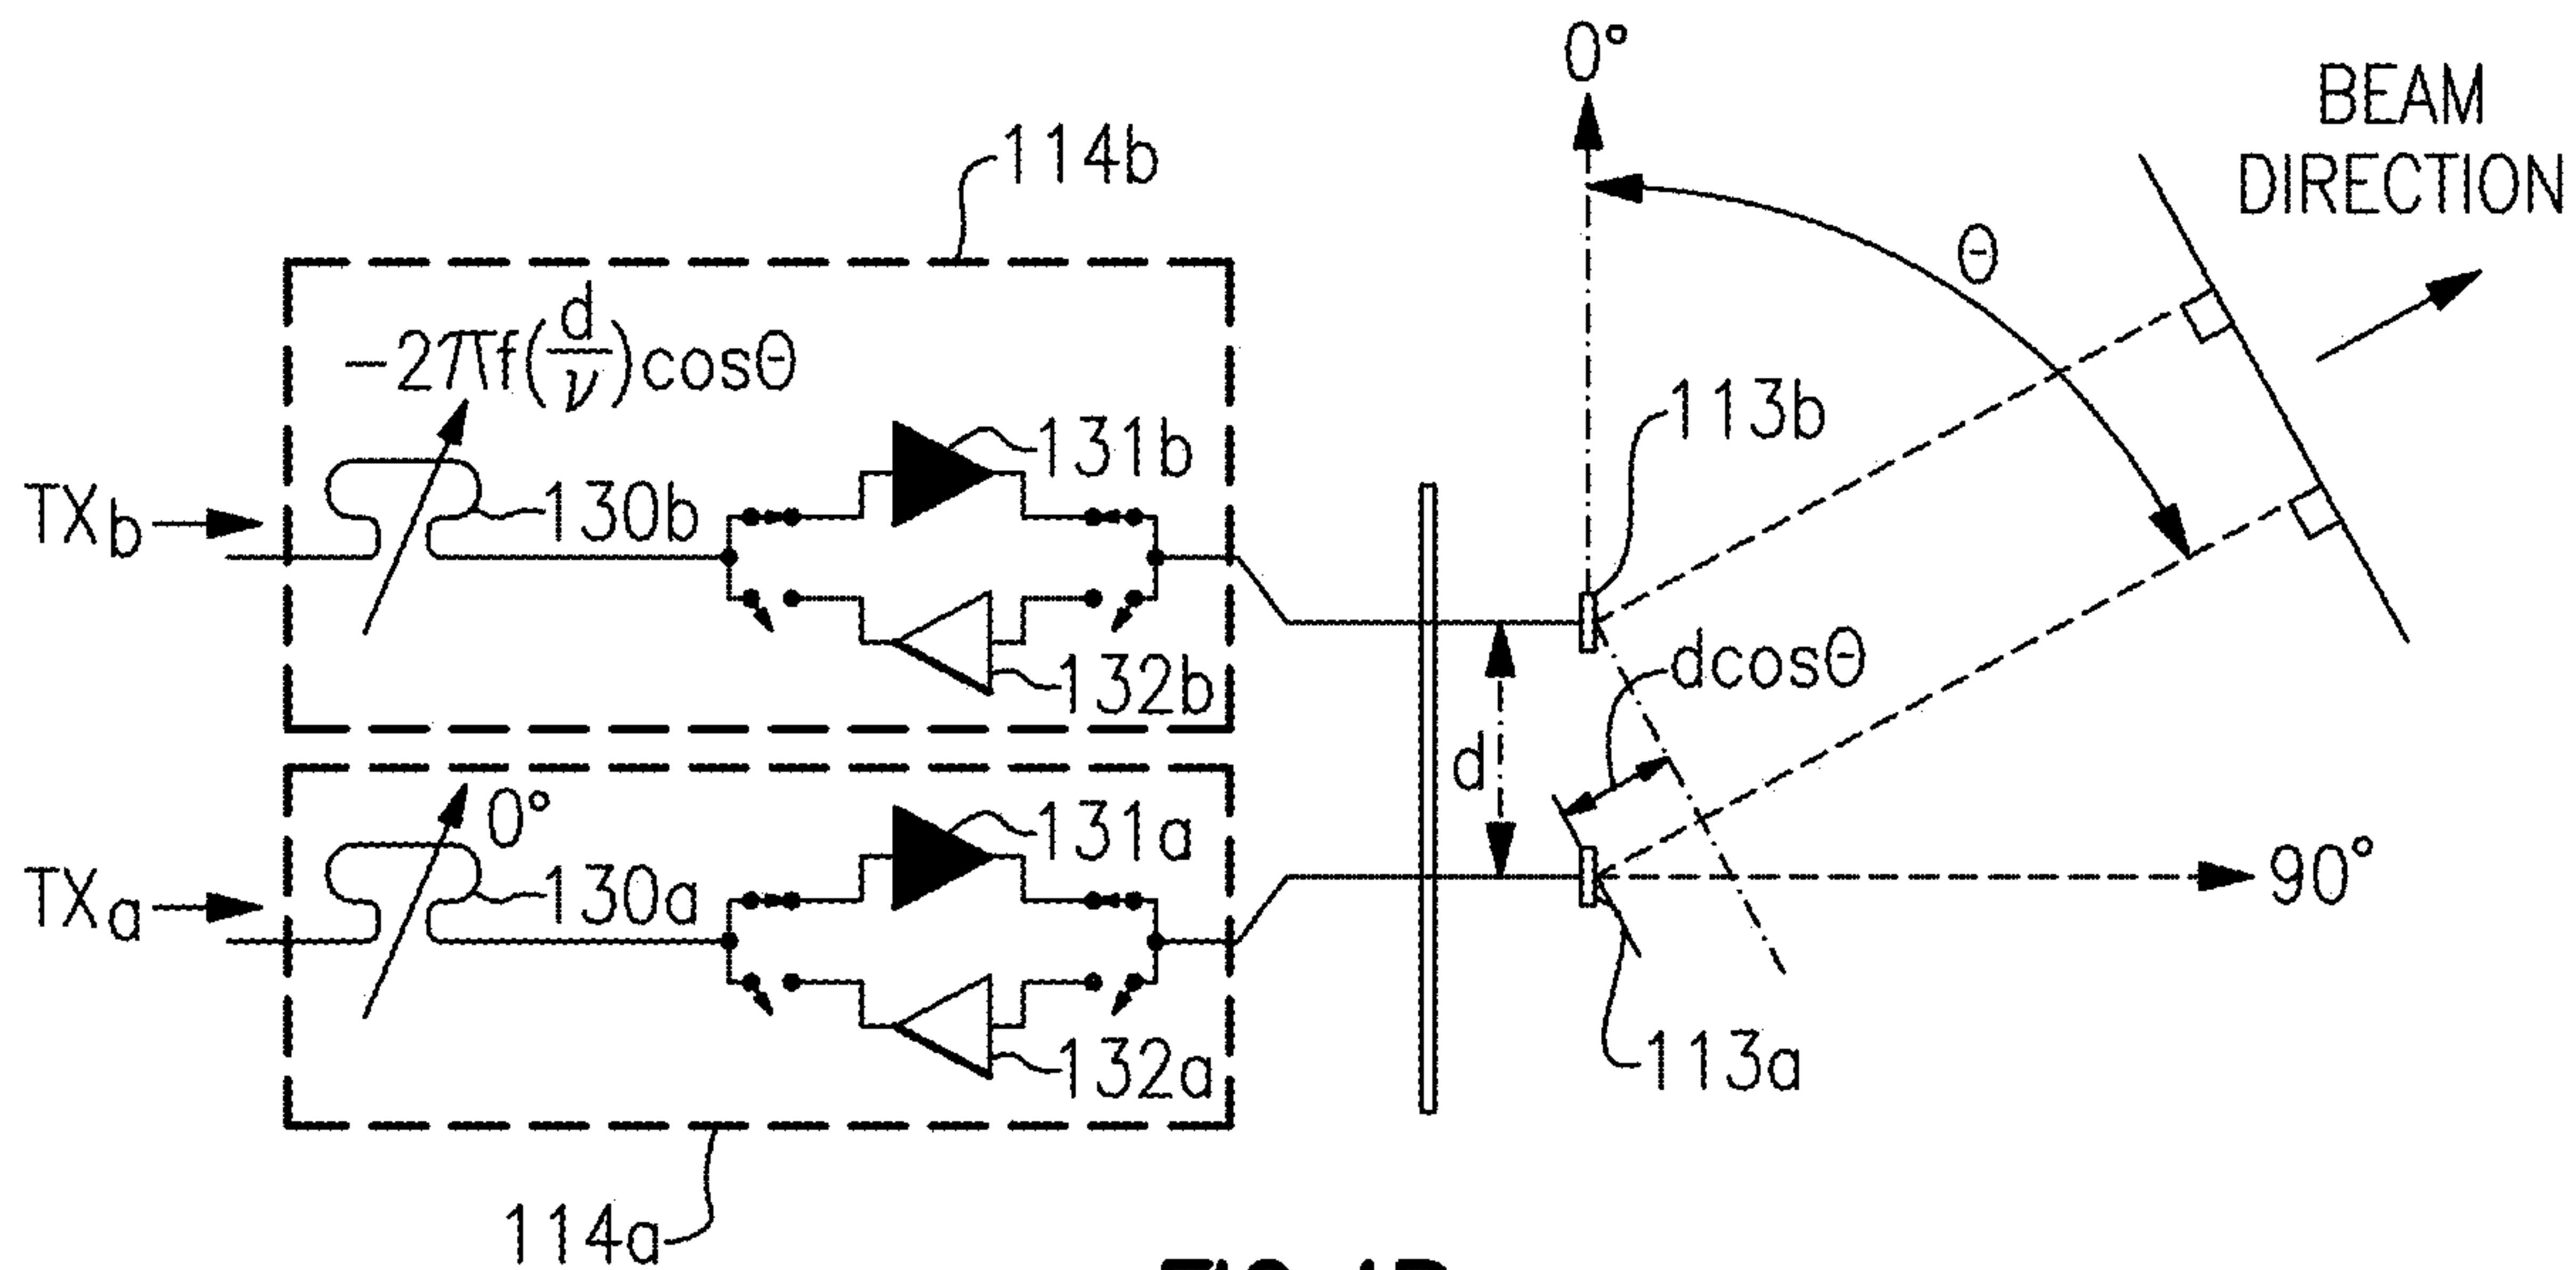 0°
BEAM
DIRECTION
114b
θ
-2πf(d/ν)cosθ
113b
131b
TXb
130b
132b
dcosθ
d
0°
131a
TXa
130a
90°
132a
113a
114a